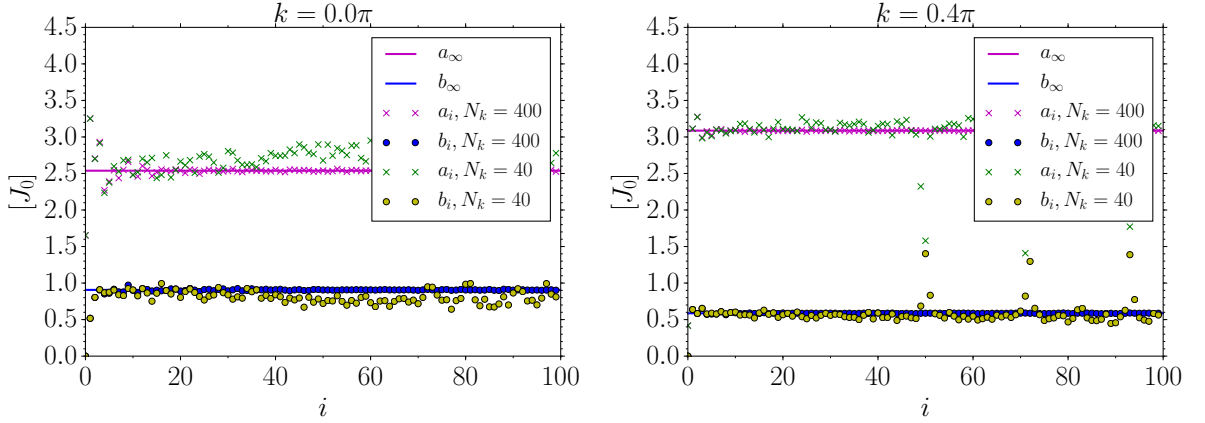 k = 0.0π
[J₀]
4.5
4.0
3.5
3.0
2.5
2.0
1.5
1.0
0.5
0.0
0 20 40 60 80 100
i
a∞
b∞
aᵢ, Nₖ = 400
bᵢ, Nₖ = 400
aᵢ, Nₖ = 40
bᵢ, Nₖ = 40
k = 0.4π
[J₀]
4.5
4.0
3.5
3.0
2.5
2.0
1.5
1.0
0.5
0.0
0 20 40 60 80 100
i
a∞
b∞
aᵢ, Nₖ = 400
bᵢ, Nₖ = 400
aᵢ, Nₖ = 40
bᵢ, Nₖ = 40